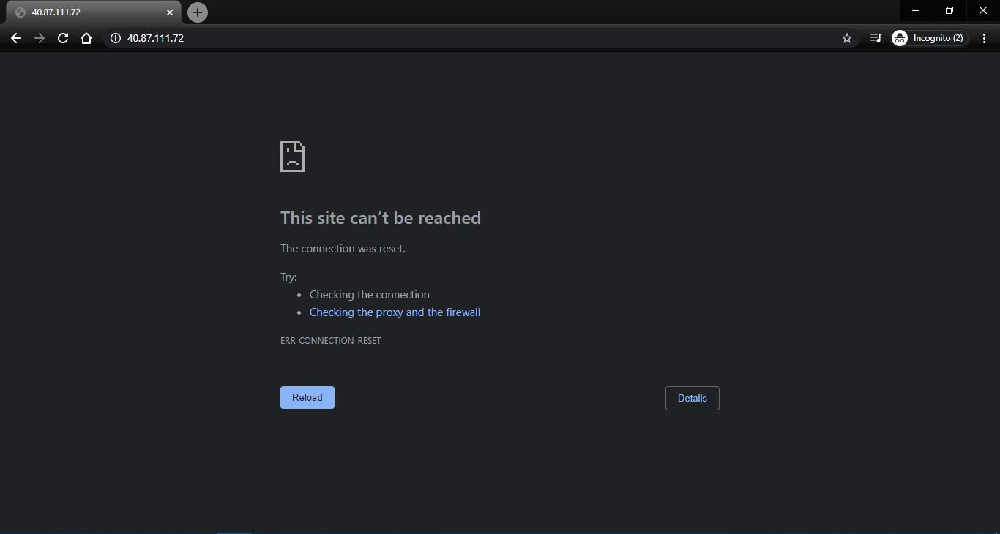 40.87.111.72
40.87.111.72
Incognito (2)
This site can't be reached
The connection was reset.
Try:
• Checking the connection
• Checking the proxy and the firewall
ERR_CONNECTION_RESET
Reload
Details